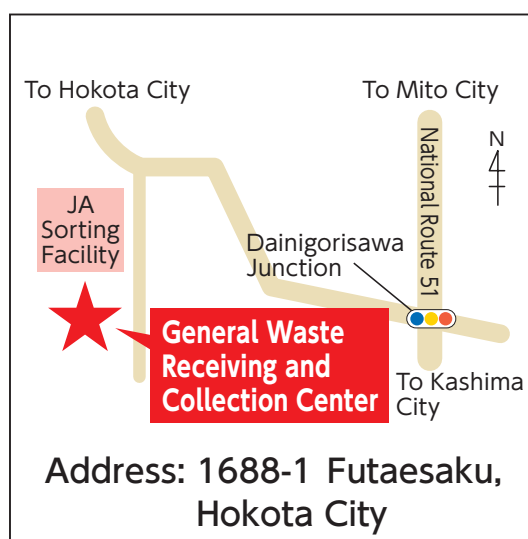 To Hokota City
To Mito City
N
National Route 51
JA
Sorting
Facility
Dainigorisawa
Junction
General Waste
Receiving and
Collection Center
To Kashima
City
Address: 1688-1 Futaesaku,
Hokota City